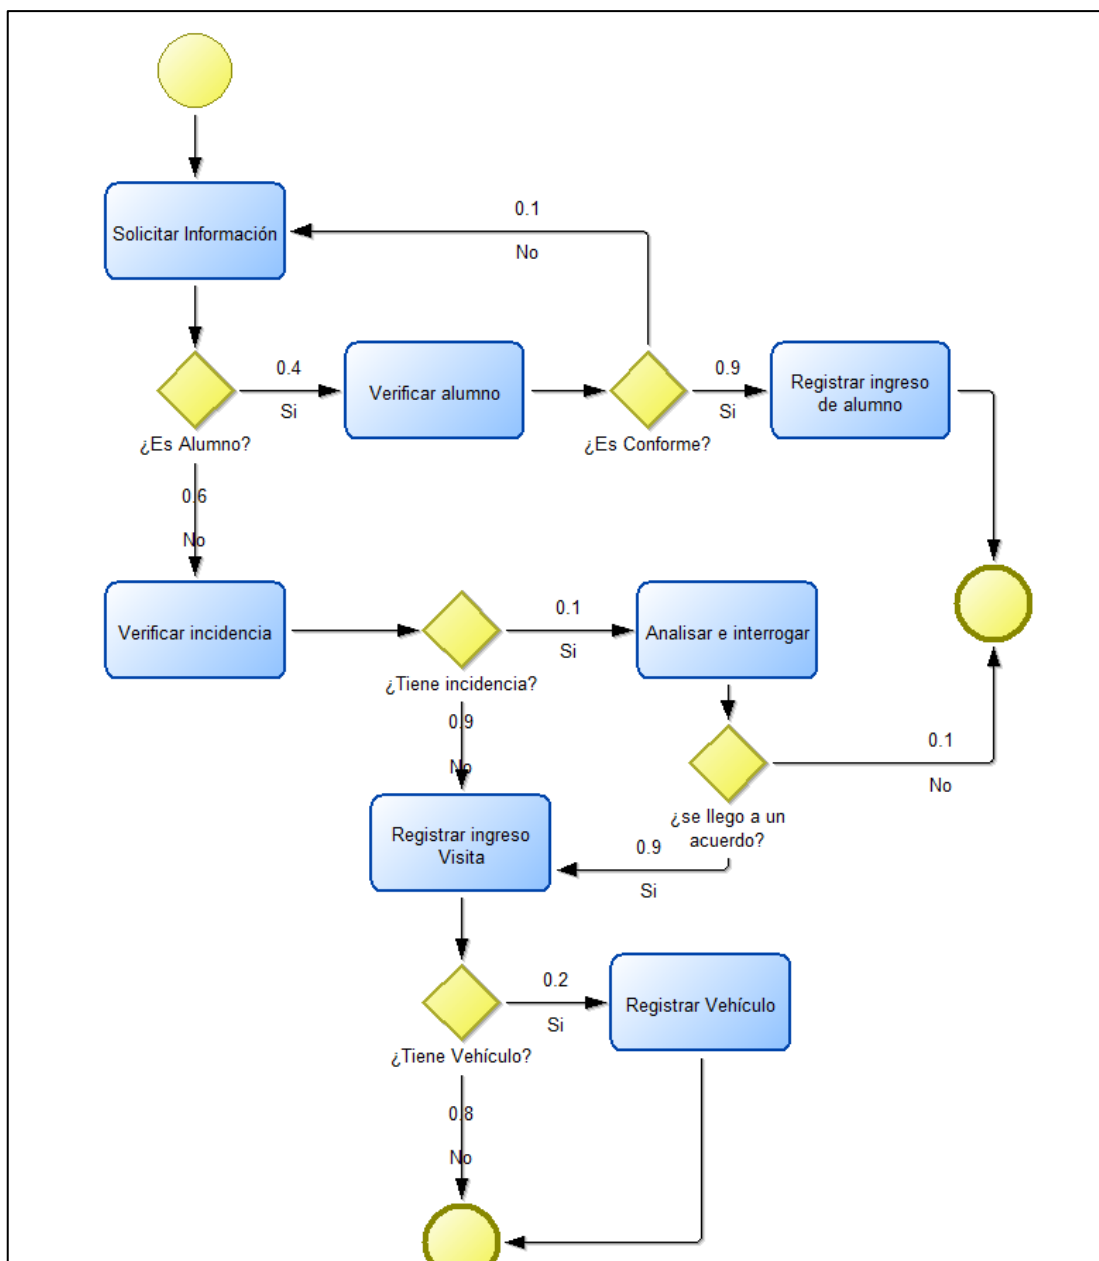 Solicitar Información
0.1
No
¿Es Alumno?
0.4
Si
Verificar alumno
¿Es Conforme?
0.9
Si
Registrar ingreso
de alumno
0.6
No
Verificar incidencia
¿Tiene incidencia?
0.1
Si
Analisar e interrogar
0.9
No
¿se llego a un
acuerdo?
0.1
No
0.9
Si
Registrar ingreso
Visita
¿Tiene Vehículo?
0.2
Si
Registrar Vehículo
0.8
No